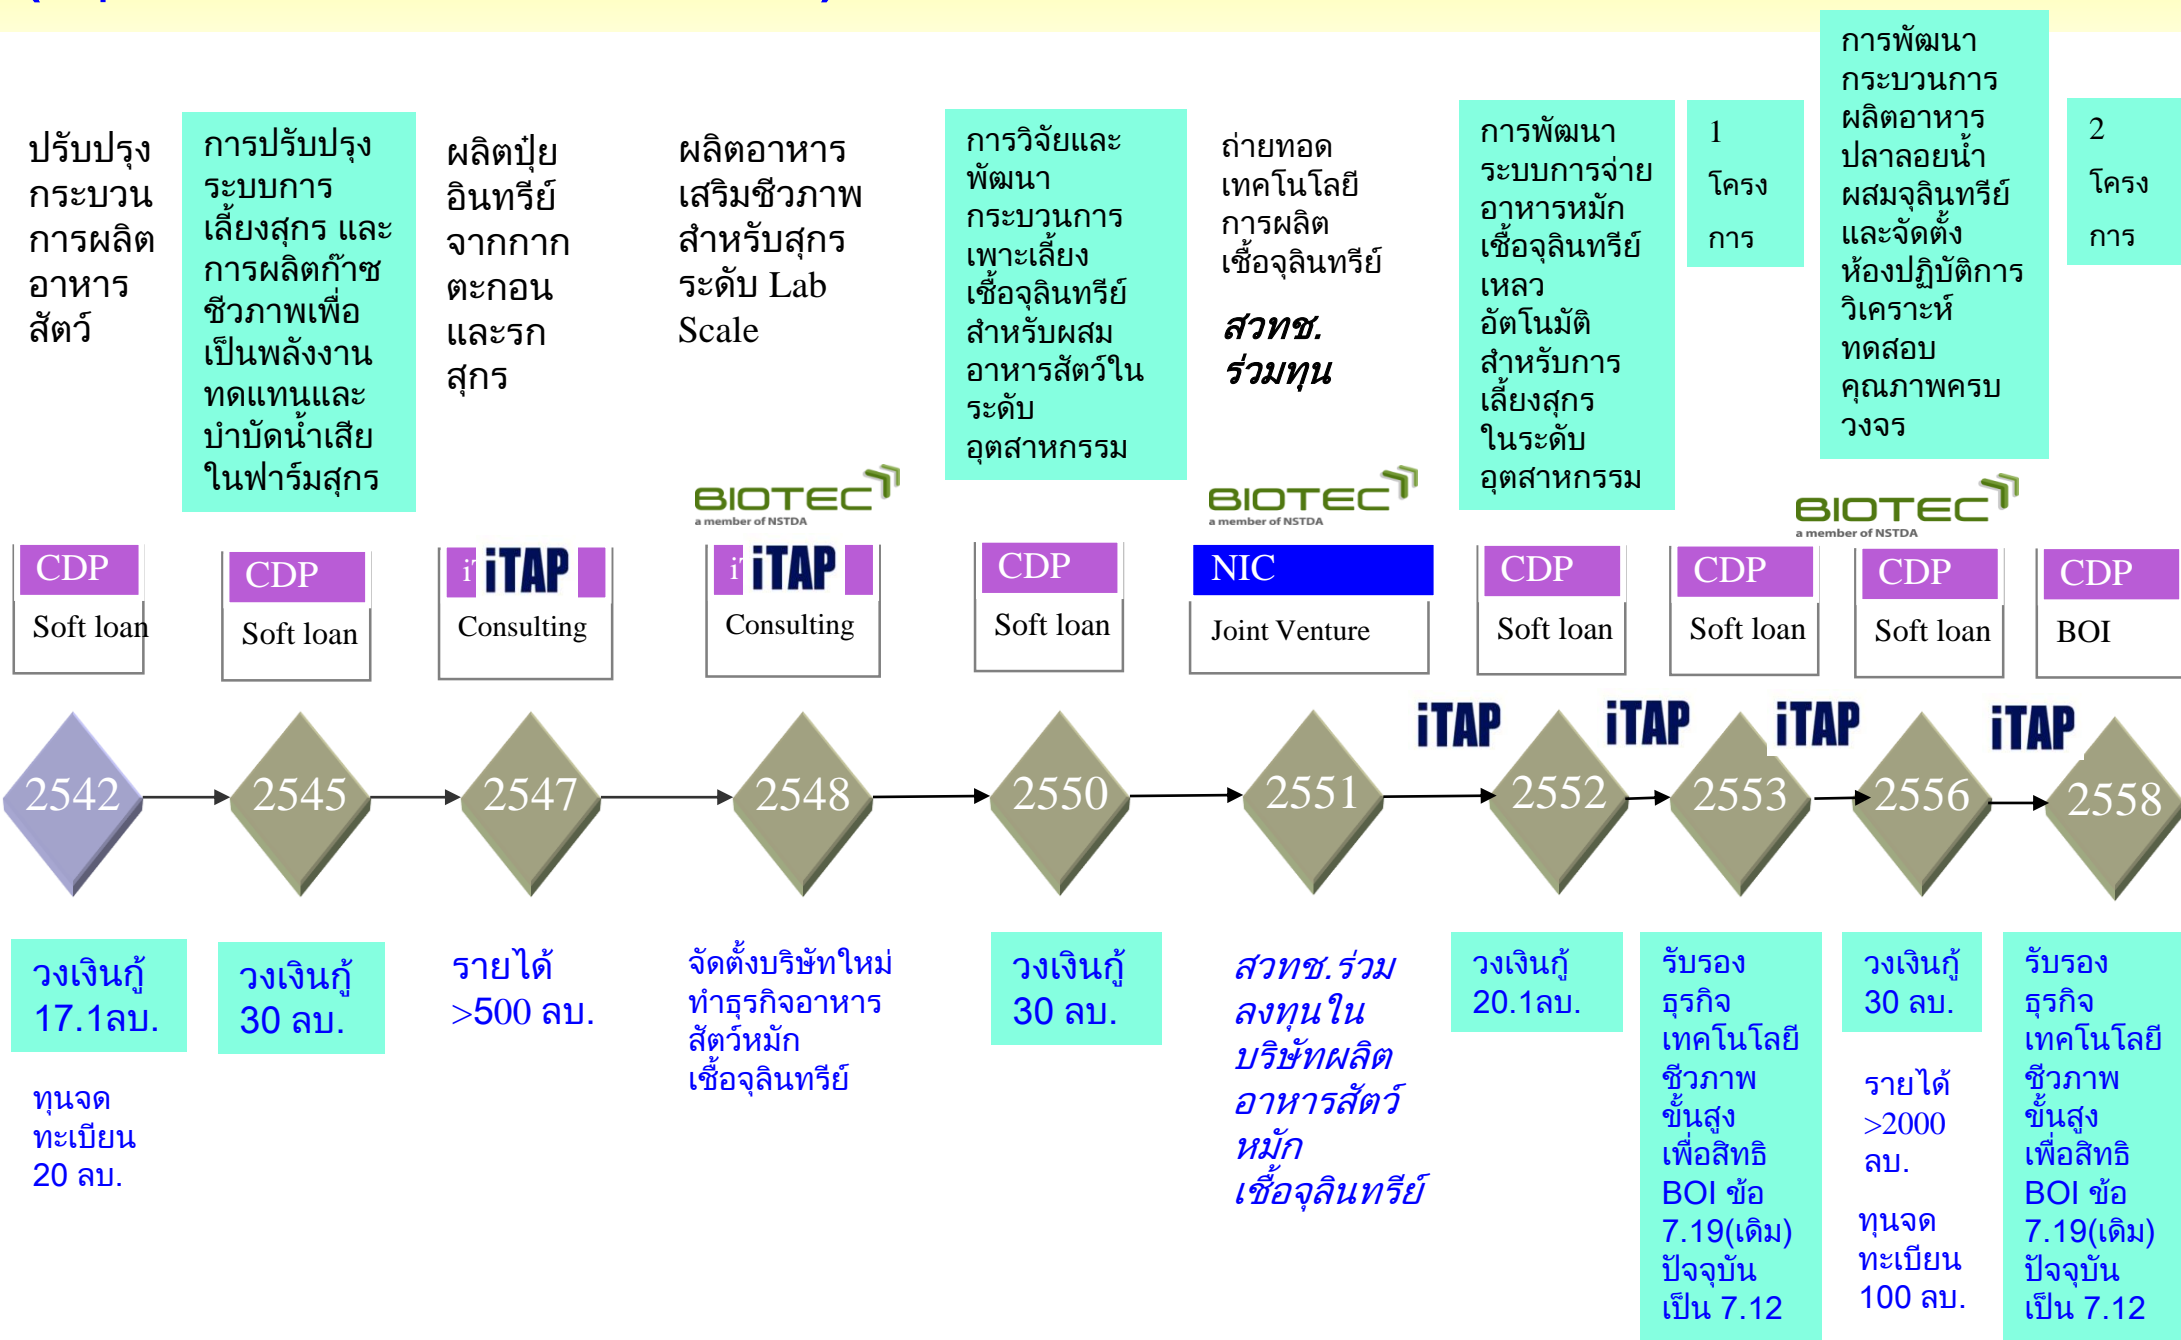 ปรับปรุง
กระบวน
การผลิต
อาหาร
สัตว์
การปรับปรุง
ระบบการ
เลี้ยงสุกร และ
การผลิตก๊าซ
ชีวภาพเพื่อ
เป็นพลังงาน
ทดแทนและ
บำบัดน้ำเสีย
ในฟาร์มสุกร
ผลิตปุ๋ย
อินทรีย์
จากกาก
ตะกอน
และรก
สุกร
ผลิตอาหาร
เสริมชีวภาพ
สำหรับสุกร
ระดับ Lab
Scale
การวิจัยและ
พัฒนา
กระบวนการ
เพาะเลี้ยง
เชื้อจุลินทรีย์
สำหรับผสม
อาหารสัตว์ใน
ระดับ
อุตสาหกรรม
ถ่ายทอด
เทคโนโลยี
การผลิต
เชื้อจุลินทรีย์
สวทช.
ร่วมทุน
การพัฒนา
ระบบการจ่าย
อาหารหมัก
เชื้อจุลินทรีย์
เหลว
อัตโนมัติ
สำหรับการ
เลี้ยงสุกร
ในระดับ
อุตสาหกรรม
1
โครง
การ
การพัฒนา
กระบวนการ
ผลิตอาหาร
ปลาลอยน้ำ
ผสมจุลินทรีย์
และจัดตั้ง
ห้องปฏิบัติการ
วิเคราะห์
ทดสอบ
คุณภาพครบ
วงจร
2
โครง
การ
BIOTEC
a member of NSTDA
BIOTEC
a member of NSTDA
BIOTEC
a member of NSTDA
CDP
Soft loan
CDP
Soft loan
iTAP
Consulting
iTAP
Consulting
CDP
Soft loan
NIC
Joint Venture
CDP
Soft loan
CDP
Soft loan
CDP
Soft loan
CDP
BOI
iTAP
iTAP
iTAP
iTAP
2542
2545
2547
2548
2550
2551
2552
2553
2556
2558
วงเงินกู้
17.1ลบ.
ทุนจด
ทะเบียน
20 ลบ.
วงเงินกู้
30 ลบ.
รายได้
>500 ลบ.
จัดตั้งบริษัทใหม่
ทำธุรกิจอาหาร
สัตว์หมัก
เชื้อจุลินทรีย์
วงเงินกู้
30 ลบ.
สวทช.ร่วม
ลงทุนใน
บริษัทผลิต
อาหารสัตว์
หมัก
เชื้อจุลินทรีย์
วงเงินกู้
20.1ลบ.
รับรอง
ธุรกิจ
เทคโนโลยี
ชีวภาพ
ขั้นสูง
เพื่อสิทธิ
BOI ข้อ
7.19(เดิม)
ปัจจุบัน
เป็น 7.12
วงเงินกู้
30 ลบ.
รายได้
>2000
ลบ.
ทุนจด
ทะเบียน
100 ลบ.
รับรอง
ธุรกิจ
เทคโนโลยี
ชีวภาพ
ขั้นสูง
เพื่อสิทธิ
BOI ข้อ
7.19(เดิม)
ปัจจุบัน
เป็น 7.12